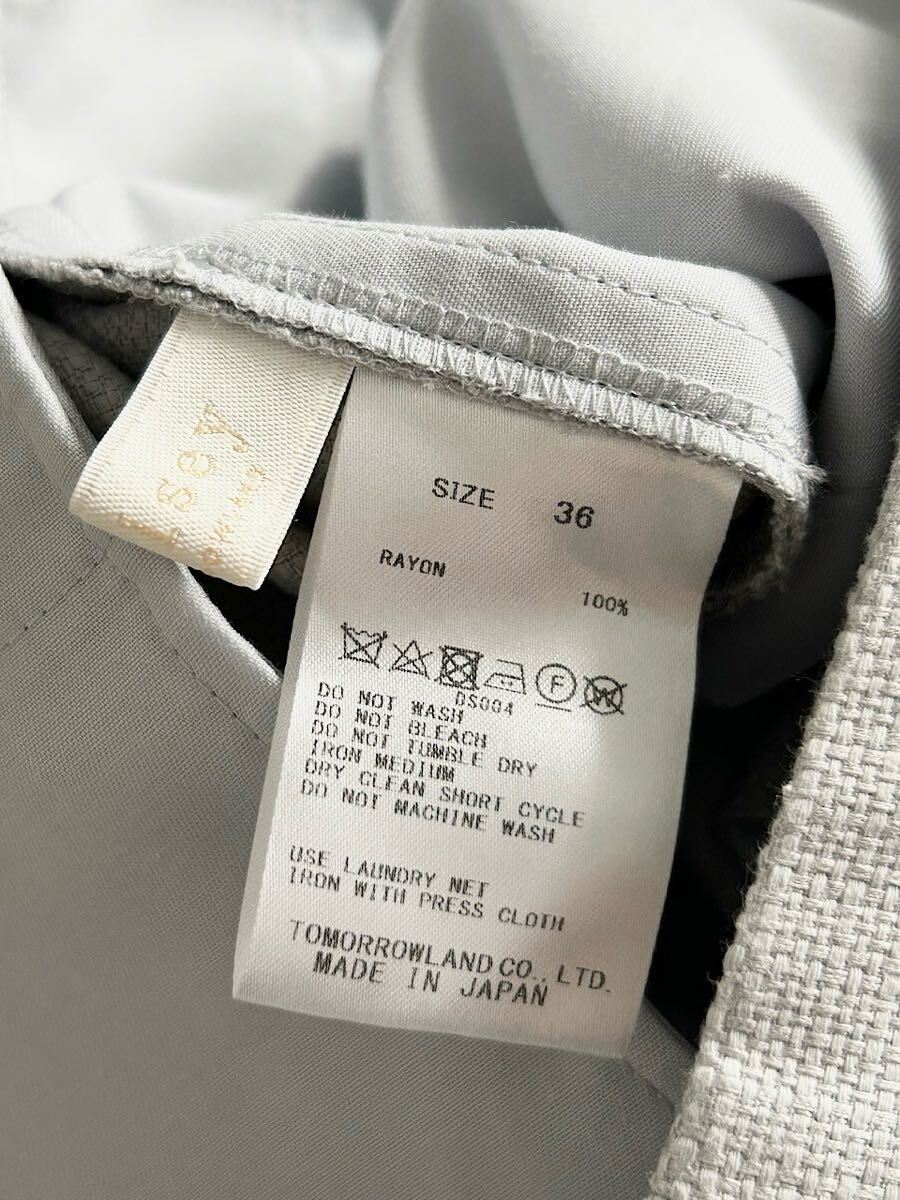 sey
SIZE 36
RAYON
100%
F
W
DS004
DO NOT WASH
DO NOT BLEACH
DO NOT TUMBLE DRY
IRON MEDIUM
DRY CLEAN SHORT CYCLE
DO NOT MACHINE WASH
USE LAUNDRY NET
IRON WITH PRESS CLOTH
TOMORROWLAND CO., LTD.
MADE IN JAPAN